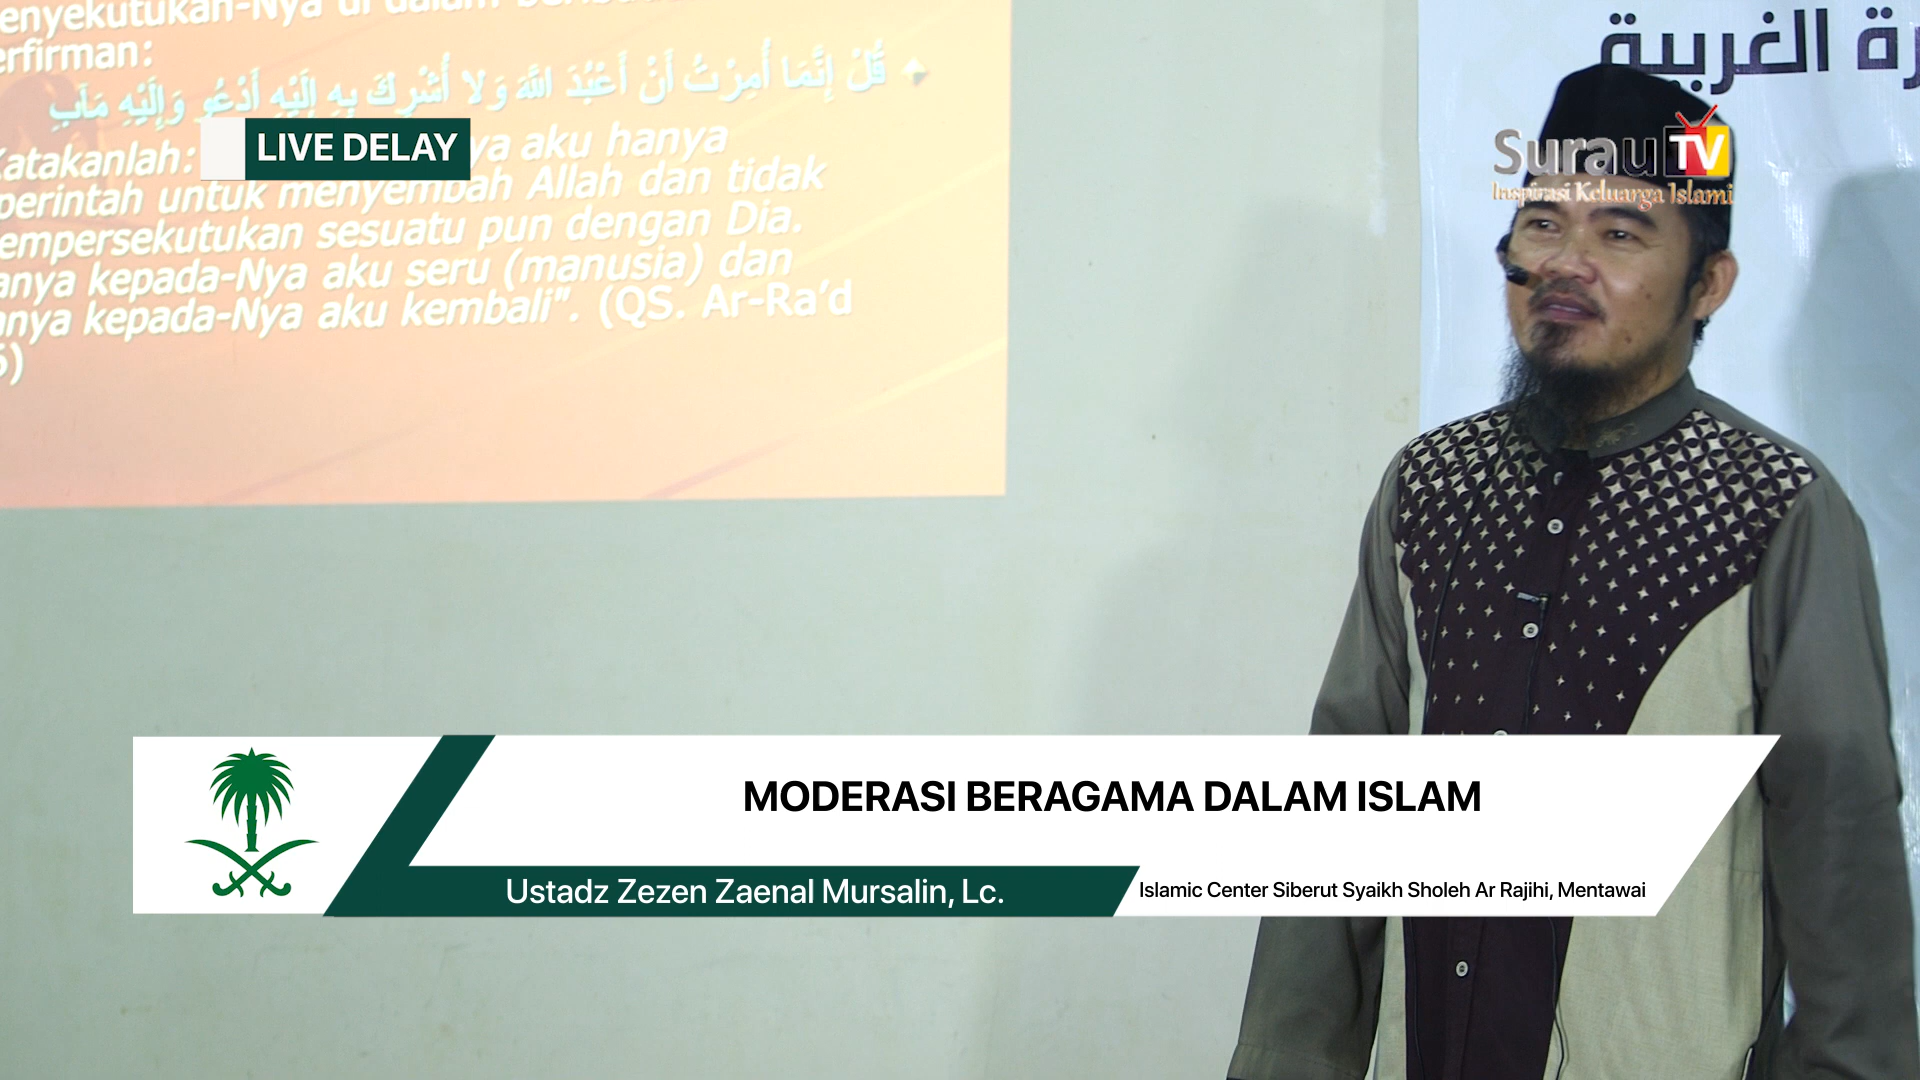 enyekutukan-Nya di dalam
erfirman:
قُلْ إِنَّمَا أُمِرْتُ أَنْ أَعْبُدَ اللَّهَ وَلَا أُشْرِكَ بِهِ إِلَيْهِ أَدْعُو وَإِلَيْهِ مَآبِ
Katakanlah: ya aku hanya
perintah untuk menyembah Allah dan tidak
empersekutukan sesuatu pun dengan Dia.
anya kepada-Nya aku seru (manusia) dan
anya kepada-Nya aku kembali". (QS. Ar-Ra'd
6)
LIVE DELAY
رة الغربية
Surau TV
Inspirasi Keluarga Islami
MODERASI BERAGAMA DALAM ISLAM
Ustadz Zezen Zaenal Mursalin, Lc.
Islamic Center Siberut Syaikh Sholeh Ar Rajihi, Mentawai